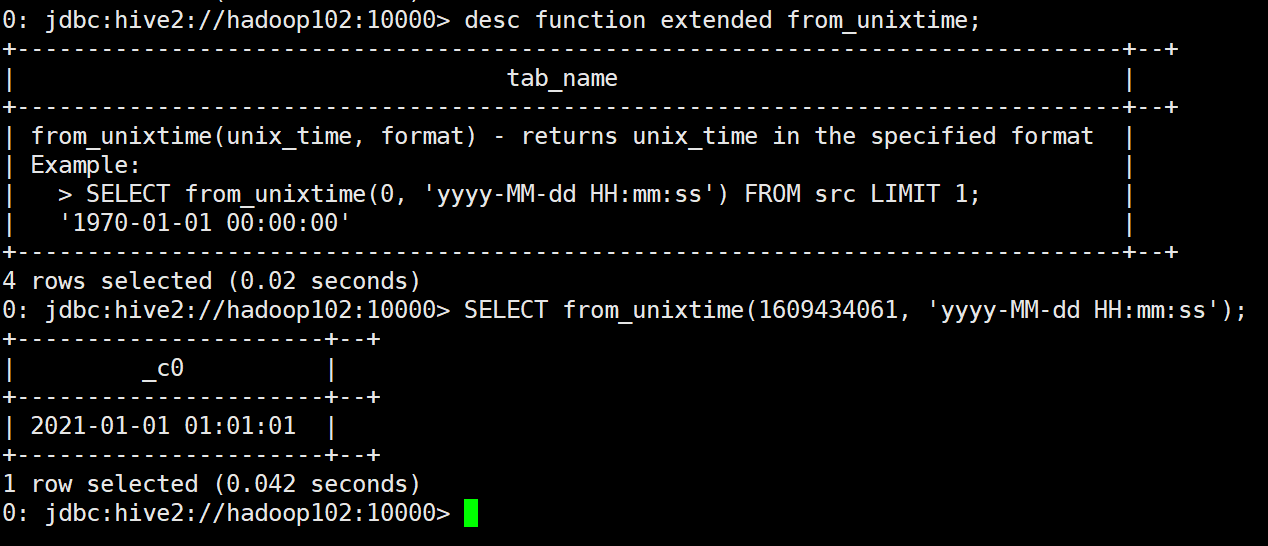 0: jdbc:hive2://hadoop102:10000> desc function extended from_unixtime;
+-------------------------------------------------------------------------------+--+
|                                   tab_name                                    |
+-------------------------------------------------------------------------------+--+
| from_unixtime(unix_time, format) - returns unix_time in the specified format  |
| Example:                                                                      |
|   > SELECT from_unixtime(0, 'yyyy-MM-dd HH:mm:ss') FROM src LIMIT 1;          |
|   '1970-01-01 00:00:00'                                                       |
+-------------------------------------------------------------------------------+--+
4 rows selected (0.02 seconds)
0: jdbc:hive2://hadoop102:10000> SELECT from_unixtime(1609434061, 'yyyy-MM-dd HH:mm:ss');
+----------------------+--+
|         _c0          |
+----------------------+--+
| 2021-01-01 01:01:01  |
+----------------------+--+
1 row selected (0.042 seconds)
0: jdbc:hive2://hadoop102:10000>